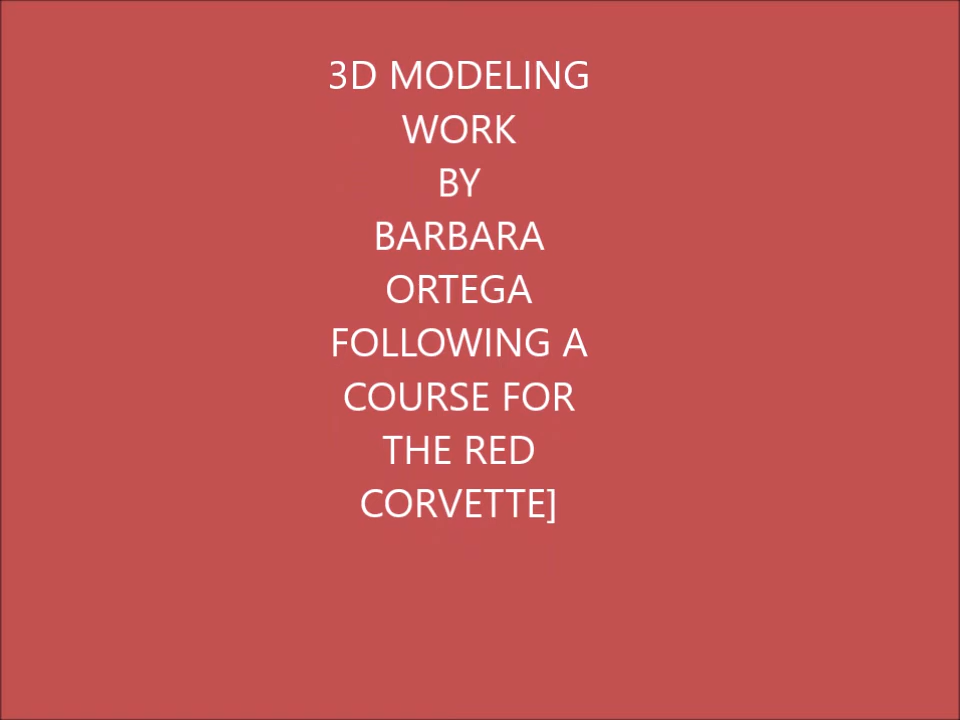 3D MODELING
WORK
BY
BARBARA
ORTEGA
FOLLOWING A
COURSE FOR
THE RED
CORVETTE]